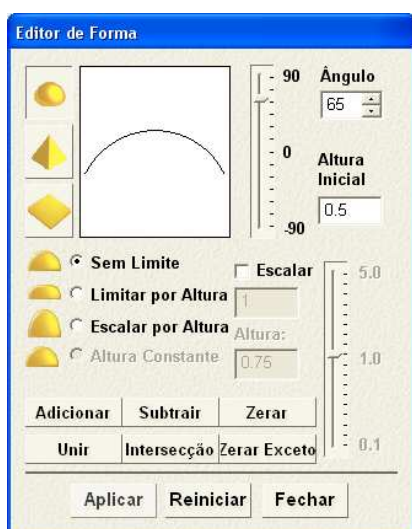 Editor de Forma
90
Ângulo
65
0
Altura
Inicial
0.5
-90
Sem Limite
Escalar
5.0
Limitar por Altura
1
Escalar por Altura
Altura:
Altura Constante
0.75
1.0
Adicionar
Subtrair
Zerar
Unir
Intersecção
Zerar Exceto
0.1
Aplicar
Reiniciar
Fechar